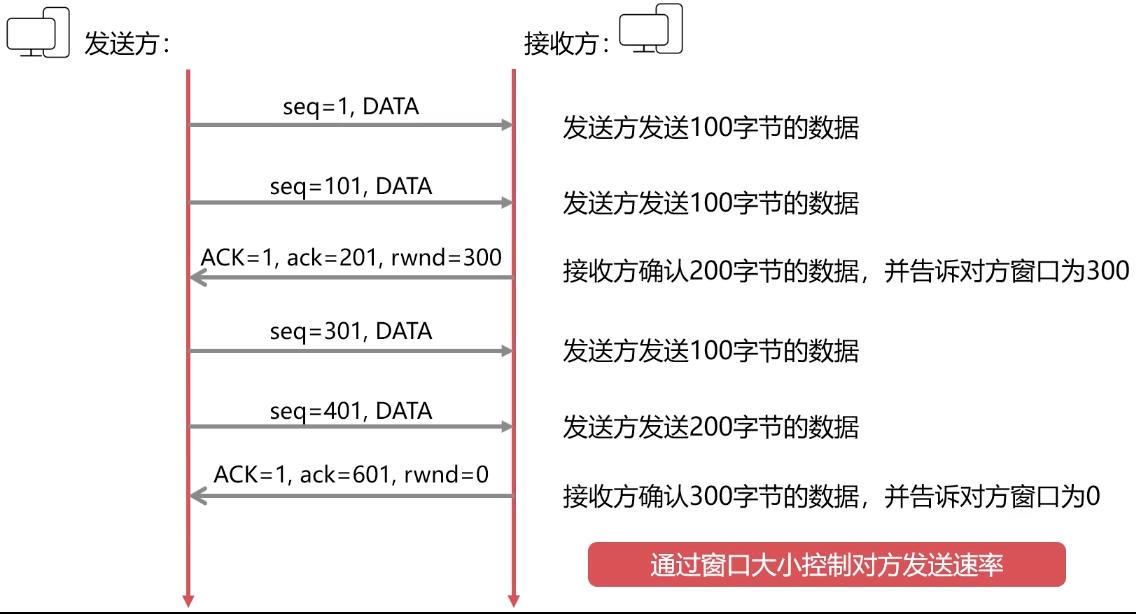 发送方：
接收方：
seq=1, DATA
发送方发送100字节的数据
seq=101, DATA
发送方发送100字节的数据
ACK=1, ack=201, rwnd=300
接收方确认200字节的数据，并告诉对方窗口为300
seq=301, DATA
发送方发送100字节的数据
seq=401, DATA
发送方发送200字节的数据
ACK=1, ack=601, rwnd=0
接收方确认300字节的数据，并告诉对方窗口为0
通过窗口大小控制对方发送速率